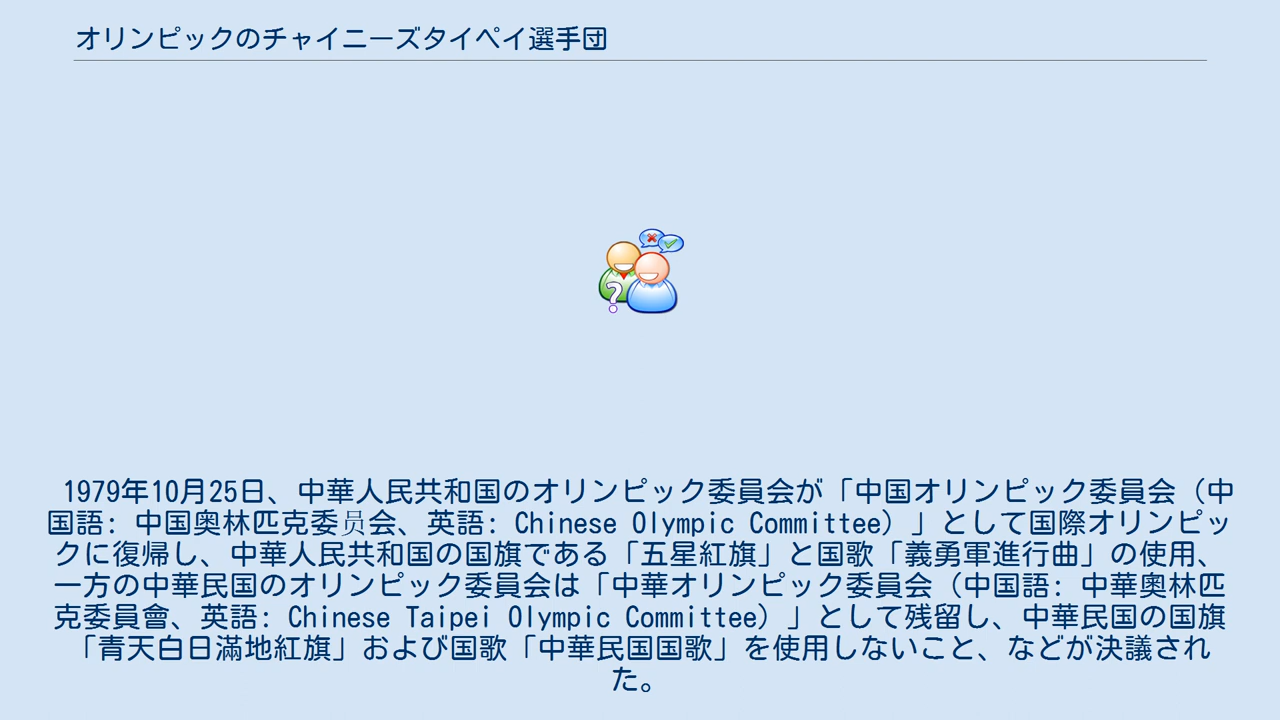 オリンピックのチャイニーズタイペイ選手団
1979年10月25日、中華人民共和国のオリンピック委員会が「中国オリンピック委員会（中
国語: 中国奥林匹克委员会、英語: Chinese Olympic Committee）」として国際オリンピッ
クに復帰し、中華人民共和国の国旗である「五星紅旗」と国歌「義勇軍進行曲」の使用、
一方の中華民国のオリンピック委員会は「中華オリンピック委員会（中国語: 中華奧林匹
克委員會、英語: Chinese Taipei Olympic Committee）」として残留し、中華民国の国旗
「青天白日滿地紅旗」および国歌「中華民国国歌」を使用しないこと、などが決議され
た。